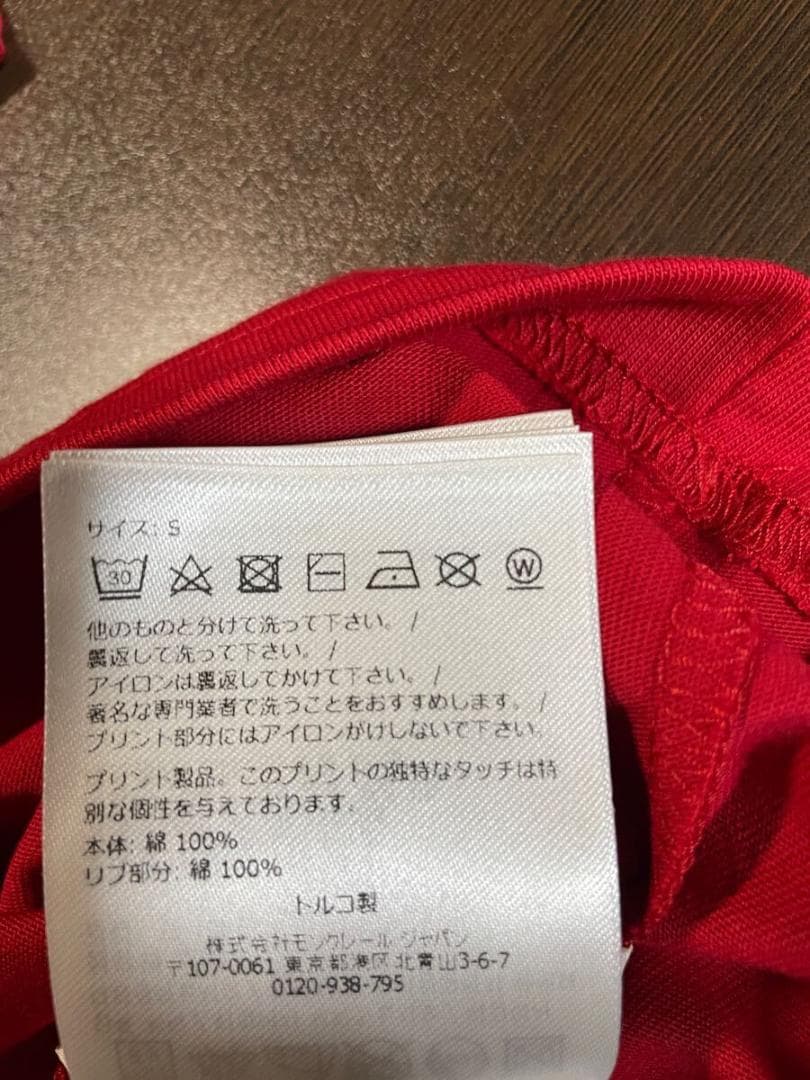 サイズ: S
30
W
他のものと分けて洗って下さい。 /
裏返して洗って下さい。 /
アイロンは裏返してかけて下さい。 /
著名な専門業者で洗うことをおすすめします。 /
プリント部分にはアイロンがけしないで下さい。
プリント製品。このプリントの独特なタッチは特
別な個性を与えております。
本体: 綿 100%
リブ部分: 綿 100%
トルコ製
株式会社モンクレール ジャパン
〒107-0061 東京都港区北青山3-6-7
0120-938-795